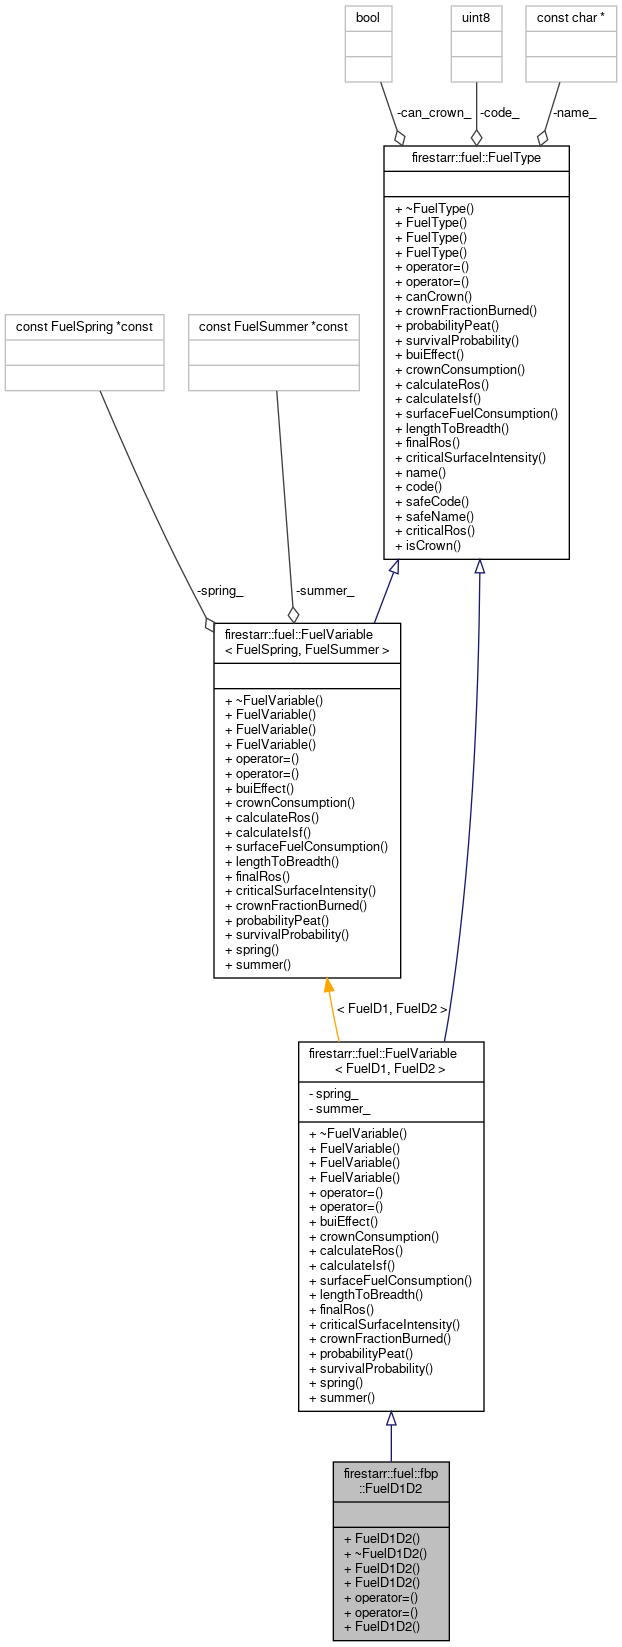 bool
uint8
const char *
-can_crown_
-code_
-name_
firestarr::fuel::FuelType
+ ~FuelType()
+ FuelType()
+ FuelType()
+ FuelType()
+ operator=()
+ operator=()
+ canCrown()
+ crownFractionBurned()
+ probabilityPeat()
+ survivalProbability()
+ buiEffect()
+ crownConsumption()
+ calculateRos()
+ calculateIsf()
+ surfaceFuelConsumption()
+ lengthToBreadth()
+ finalRos()
+ criticalSurfaceIntensity()
+ name()
+ code()
+ safeCode()
+ safeName()
+ criticalRos()
+ isCrown()
const FuelSpring *const
const FuelSummer *const
-spring_
-summer_
firestarr::fuel::FuelVariable
< FuelSpring, FuelSummer >
+ ~FuelVariable()
+ FuelVariable()
+ FuelVariable()
+ FuelVariable()
+ operator=()
+ operator=()
+ buiEffect()
+ crownConsumption()
+ calculateRos()
+ calculateIsf()
+ surfaceFuelConsumption()
+ lengthToBreadth()
+ finalRos()
+ criticalSurfaceIntensity()
+ crownFractionBurned()
+ probabilityPeat()
+ survivalProbability()
+ spring()
+ summer()
< FuelD1, FuelD2 >
firestarr::fuel::FuelVariable
< FuelD1, FuelD2 >
- spring_
- summer_
+ ~FuelVariable()
+ FuelVariable()
+ FuelVariable()
+ FuelVariable()
+ operator=()
+ operator=()
+ buiEffect()
+ crownConsumption()
+ calculateRos()
+ calculateIsf()
+ surfaceFuelConsumption()
+ lengthToBreadth()
+ finalRos()
+ criticalSurfaceIntensity()
+ crownFractionBurned()
+ probabilityPeat()
+ survivalProbability()
+ spring()
+ summer()
firestarr::fuel::fbp
::FuelD1D2
+ FuelD1D2()
+ ~FuelD1D2()
+ FuelD1D2()
+ FuelD1D2()
+ operator=()
+ operator=()
+ FuelD1D2()